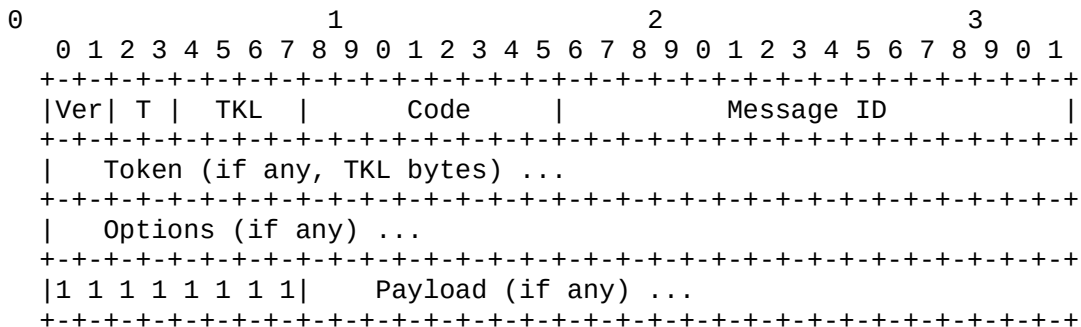 0                   1                   2                   3
 0 1 2 3 4 5 6 7 8 9 0 1 2 3 4 5 6 7 8 9 0 1 2 3 4 5 6 7 8 9 0 1
+-+-+-+-+-+-+-+-+-+-+-+-+-+-+-+-+-+-+-+-+-+-+-+-+-+-+-+-+-+-+-+-+
|Ver| T |  TKL  |      Code     |          Message ID           |
+-+-+-+-+-+-+-+-+-+-+-+-+-+-+-+-+-+-+-+-+-+-+-+-+-+-+-+-+-+-+-+-+
|   Token (if any, TKL bytes) ...
+-+-+-+-+-+-+-+-+-+-+-+-+-+-+-+-+-+-+-+-+-+-+-+-+-+-+-+-+-+-+-+-+
|   Options (if any) ...
+-+-+-+-+-+-+-+-+-+-+-+-+-+-+-+-+-+-+-+-+-+-+-+-+-+-+-+-+-+-+-+-+
|1 1 1 1 1 1 1 1|    Payload (if any) ...
+-+-+-+-+-+-+-+-+-+-+-+-+-+-+-+-+-+-+-+-+-+-+-+-+-+-+-+-+-+-+-+-+